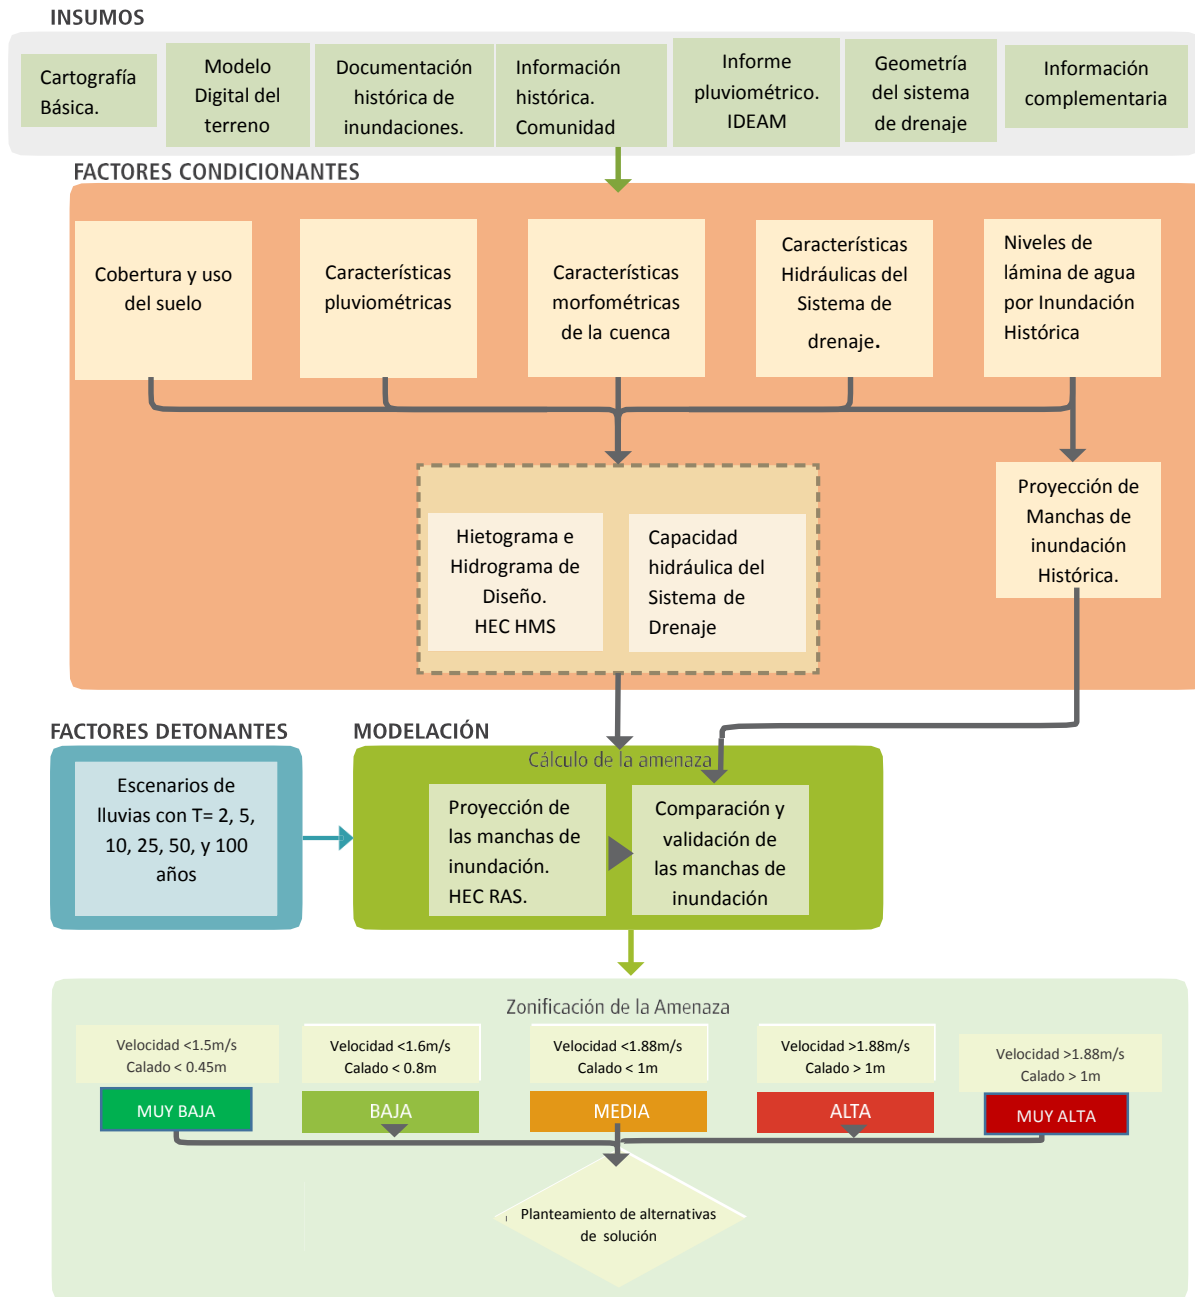 INSUMOS
Cartografía
Básica.
Modelo
Digital del
terreno
Documentación
histórica de
inundaciones.
Información
histórica.
Comunidad
Informe
pluviométrico.
IDEAM
Geometría
del sistema
de drenaje
Información
complementaria
FACTORES CONDICIONANTES
Cobertura y uso
del suelo
Características
pluviométricas
Características
morfométricas
de la cuenca
Características
Hidráulicas del
Sistema de
drenaje.
Niveles de
lámina de agua
por Inundación
Histórica
Hietograma e
Hidrograma de
Diseño.
HEC HMS
Capacidad
hidráulica del
Sistema de
Drenaje
Proyección de
Manchas de
inundación
Histórica.
FACTORES DETONANTES
Escenarios de
lluvias con T= 2, 5,
10, 25, 50, y 100
años
MODELACIÓN
Cálculo de la amenaza
Proyección de
las manchas de
inundación.
HEC RAS.
Comparación y
validación de
las manchas de
inundación
Zonificación de la Amenaza
Velocidad <1.5m/s
Calado < 0.45m
MUY BAJA
Velocidad <1.6m/s
Calado < 0.8m
BAJA
Velocidad <1.88m/s
Calado < 1m
MEDIA
Velocidad >1.88m/s
Calado > 1m
ALTA
Velocidad >1.88m/s
Calado > 1m
MUY ALTA
Planteamiento de alternativas
de solución